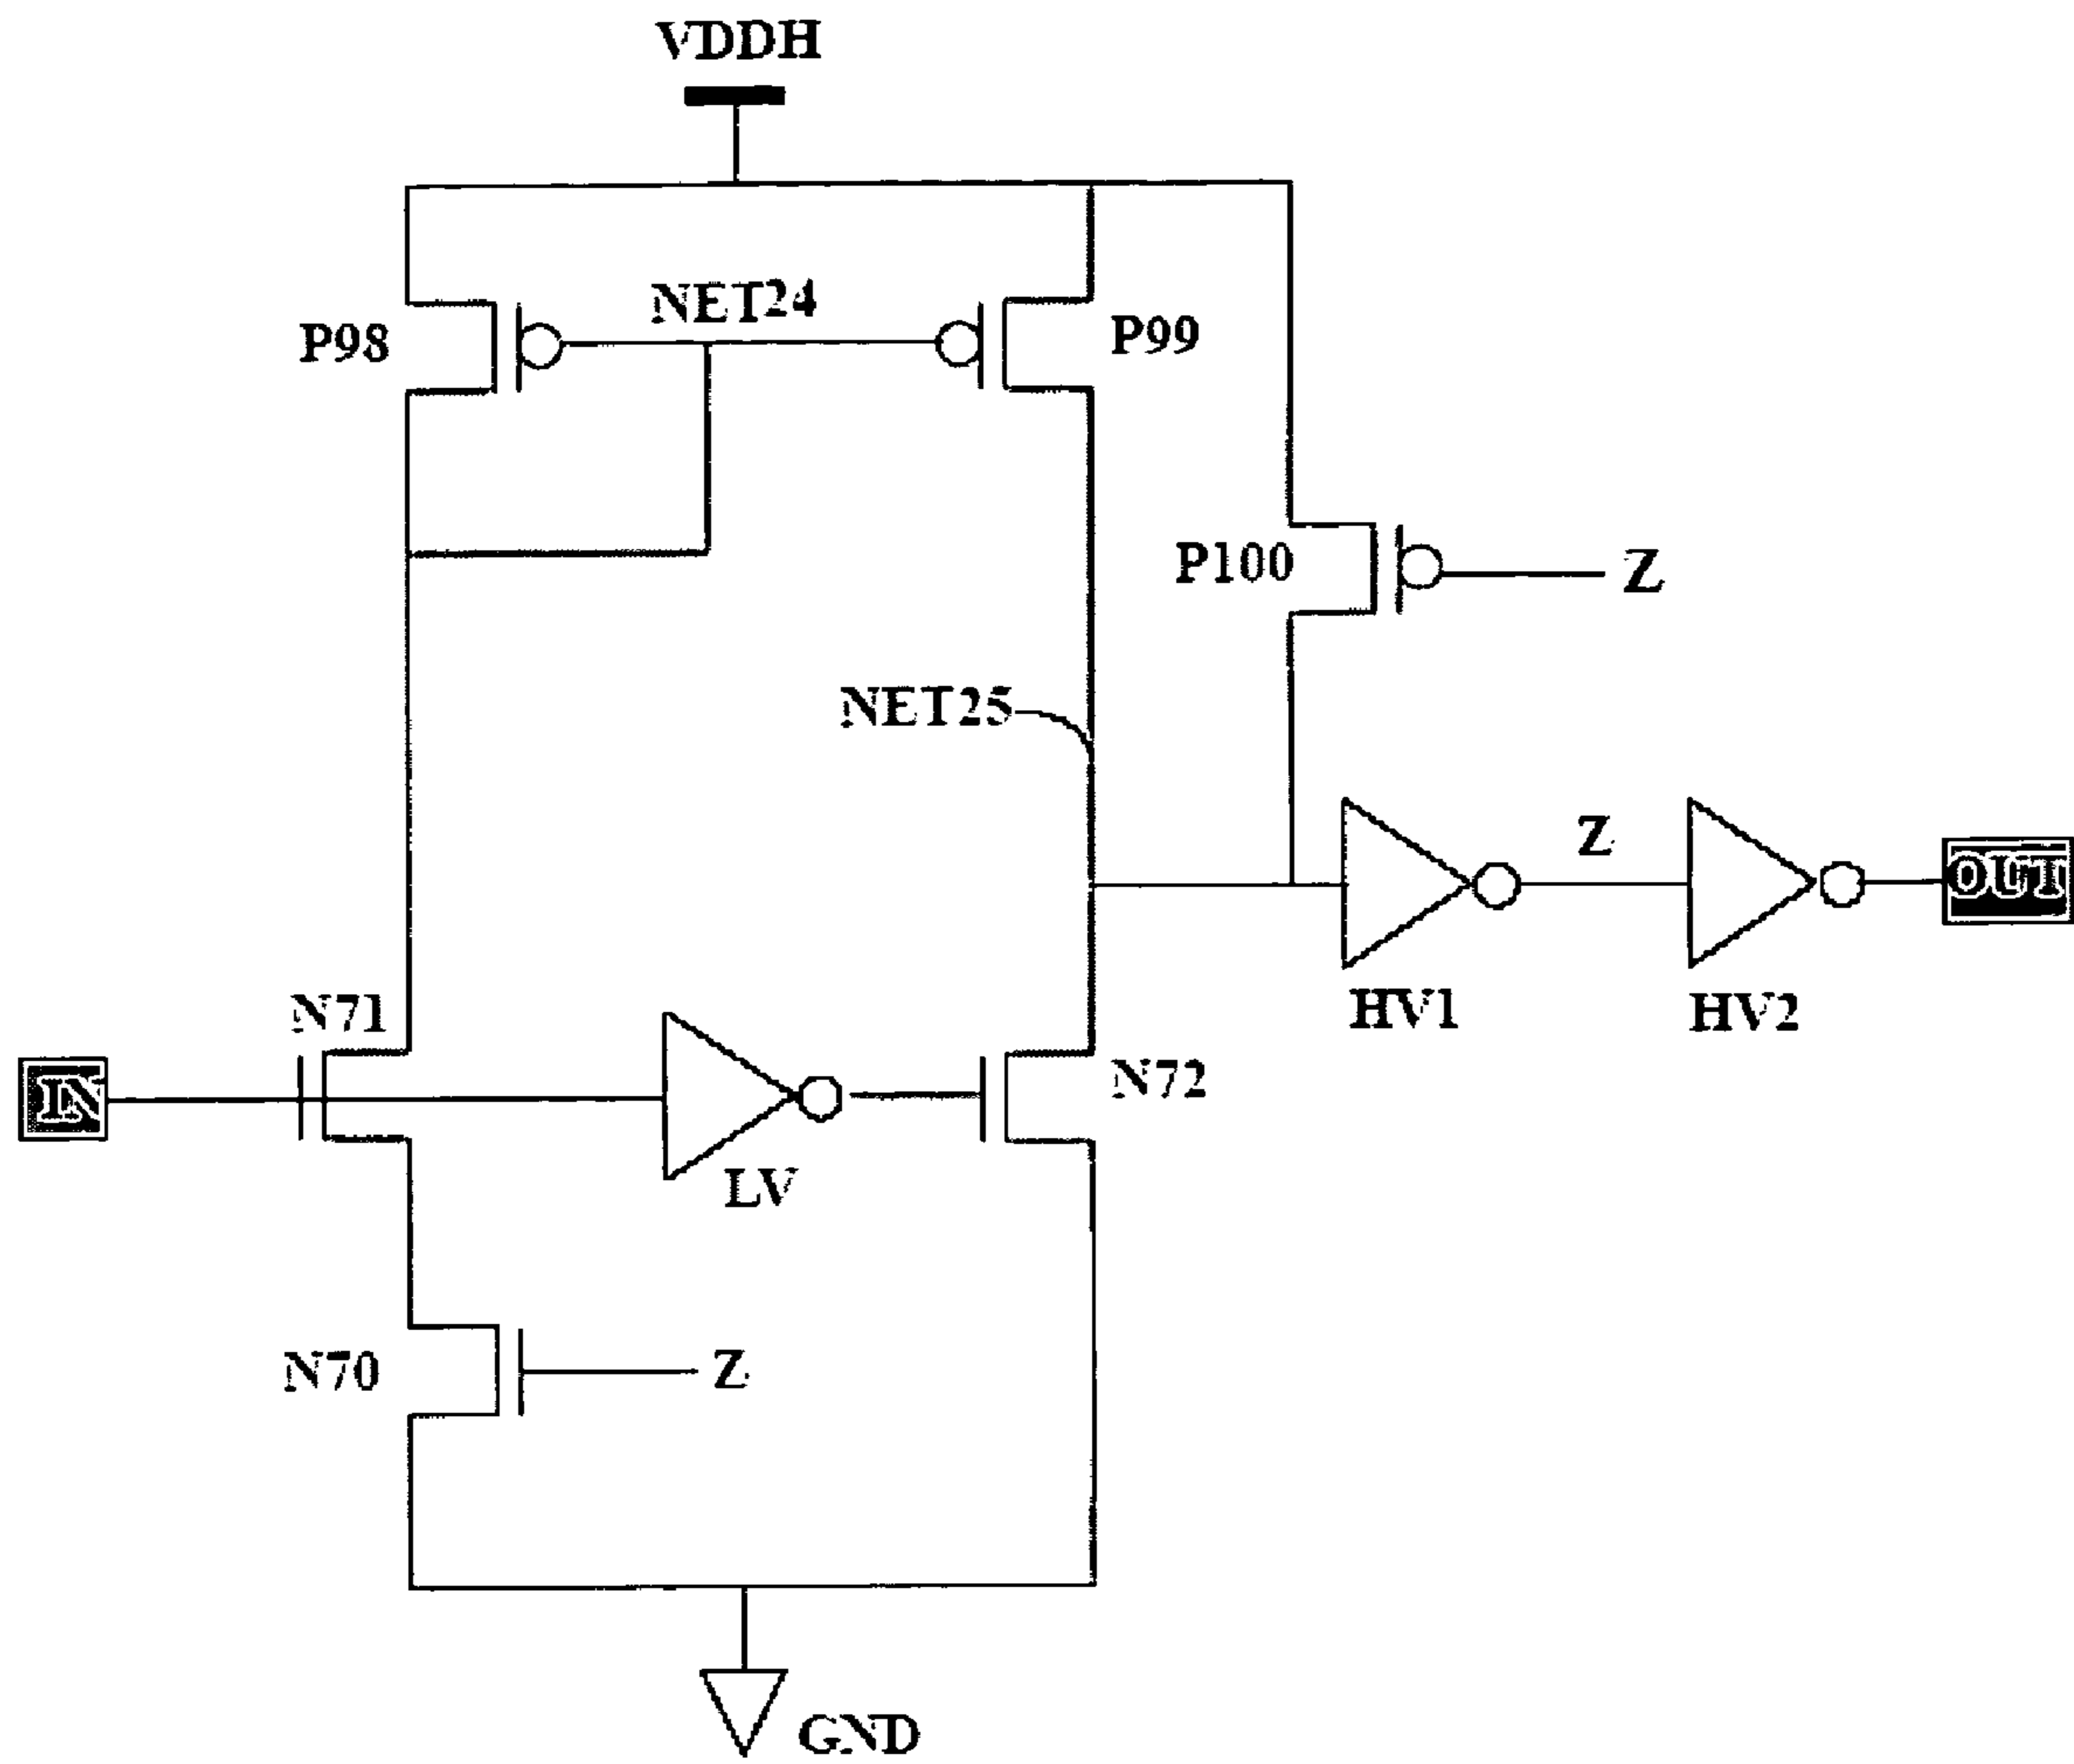 VDDH
NET24
P98
P99
P100
Z
NET25
Z
OUT
N71
HV1
HV2
IN
N72
LV
N70
Z
GND